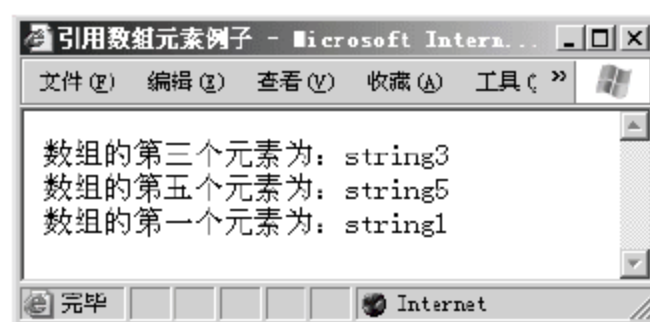 引用数组元素例子 - Microsoft Intern...
文件(F) 编辑(E) 查看(V) 收藏(A) 工具( »
数组的第三个元素为：string3
数组的第五个元素为：string5
数组的第一个元素为：string1
完毕 Internet